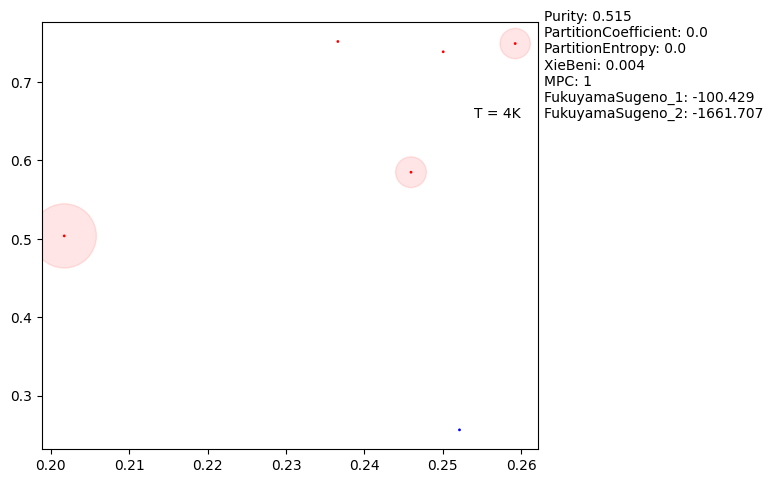 Purity: 0.515
PartitionCoefficient: 0.0
PartitionEntropy: 0.0
XieBeni: 0.004
MPC: 1
FukuyamaSugeno_1: -100.429
FukuyamaSugeno_2: -1661.707
T = 4K
0.7
0.6
0.5
0.4
0.3
0.20 0.21 0.22 0.23 0.24 0.25 0.26